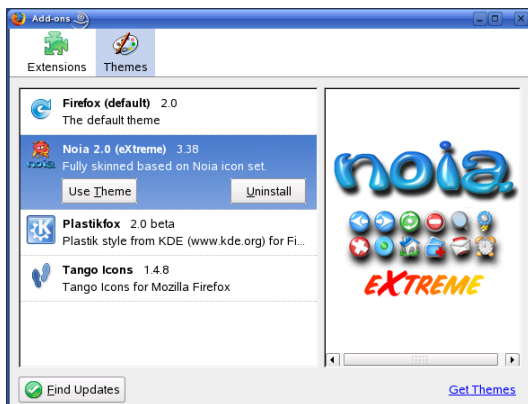 Add-ons
Extensions
Themes
Firefox (default) 2.0
The default theme
Noia 2.0 (eXtreme) 3.38
Fully skinned based on Noia icon set.
Use Theme
Uninstall
Plastikfox 2.0 beta
Plastik style from KDE (www.kde.org) for Fi...
Tango Icons 1.4.8
Tango Icons for Mozilla Firefox
noia
eXTREME
Find Updates
Get Themes